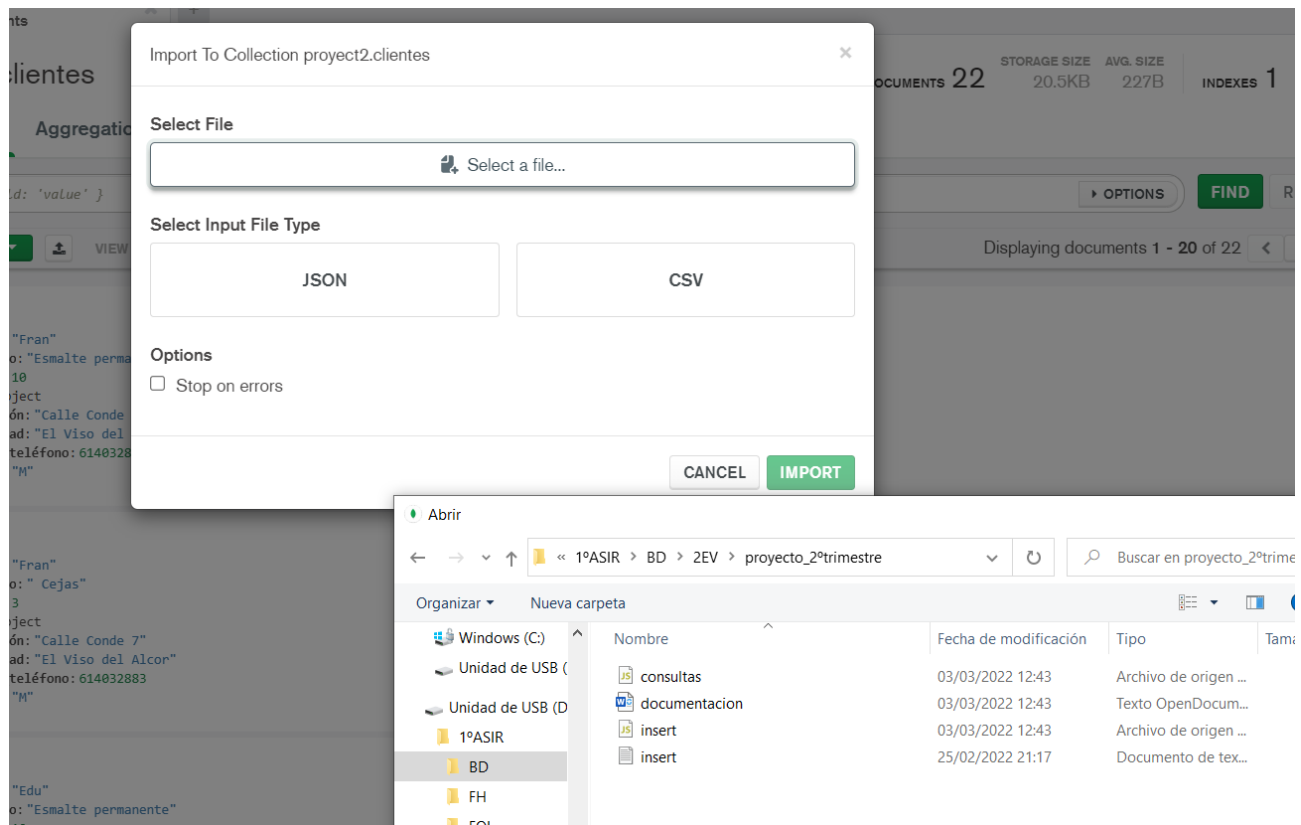 nts
clientes
Aggregatio
Import To Collection proyect2.clientes
×
OCUMENTS 22
STORAGE SIZE
20.5KB
AVG. SIZE
227B
INDEXES 1
Select File
Select a file...
ld: 'value' }
OPTIONS
FIND
R
VIEW
Select Input File Type
JSON
CSV
Displaying documents 1 - 20 of 22
Options
Stop on errors
CANCEL
IMPORT
"Fran"
o: "Esmalte perma
10
ject
ón: "Calle Conde
ad: "El Viso del
teléfono: 6140328
"M"
"Fran"
o: " Cejas"
3
ject
ón: "Calle Conde 7"
ad: "El Viso del Alcor"
teléfono: 614032883
"M"
"Edu"
o: "Esmalte permanente"
Abrir
« 1ºASIR > BD > 2EV > proyecto_2ºtrimestre
Buscar en proyecto_2ºtrime
Organizar
Nueva carpeta
Windows (C:)
Unidad de USB (
Unidad de USB (D
1ºASIR
BD
FH
FOL
Nombre
Fecha de modificación
Tipo
Tama
consultas 03/03/2022 12:43 Archivo de origen ...
documentacion 03/03/2022 12:43 Texto OpenDocum...
insert 03/03/2022 12:43 Archivo de origen ...
insert 25/02/2022 21:17 Documento de tex...